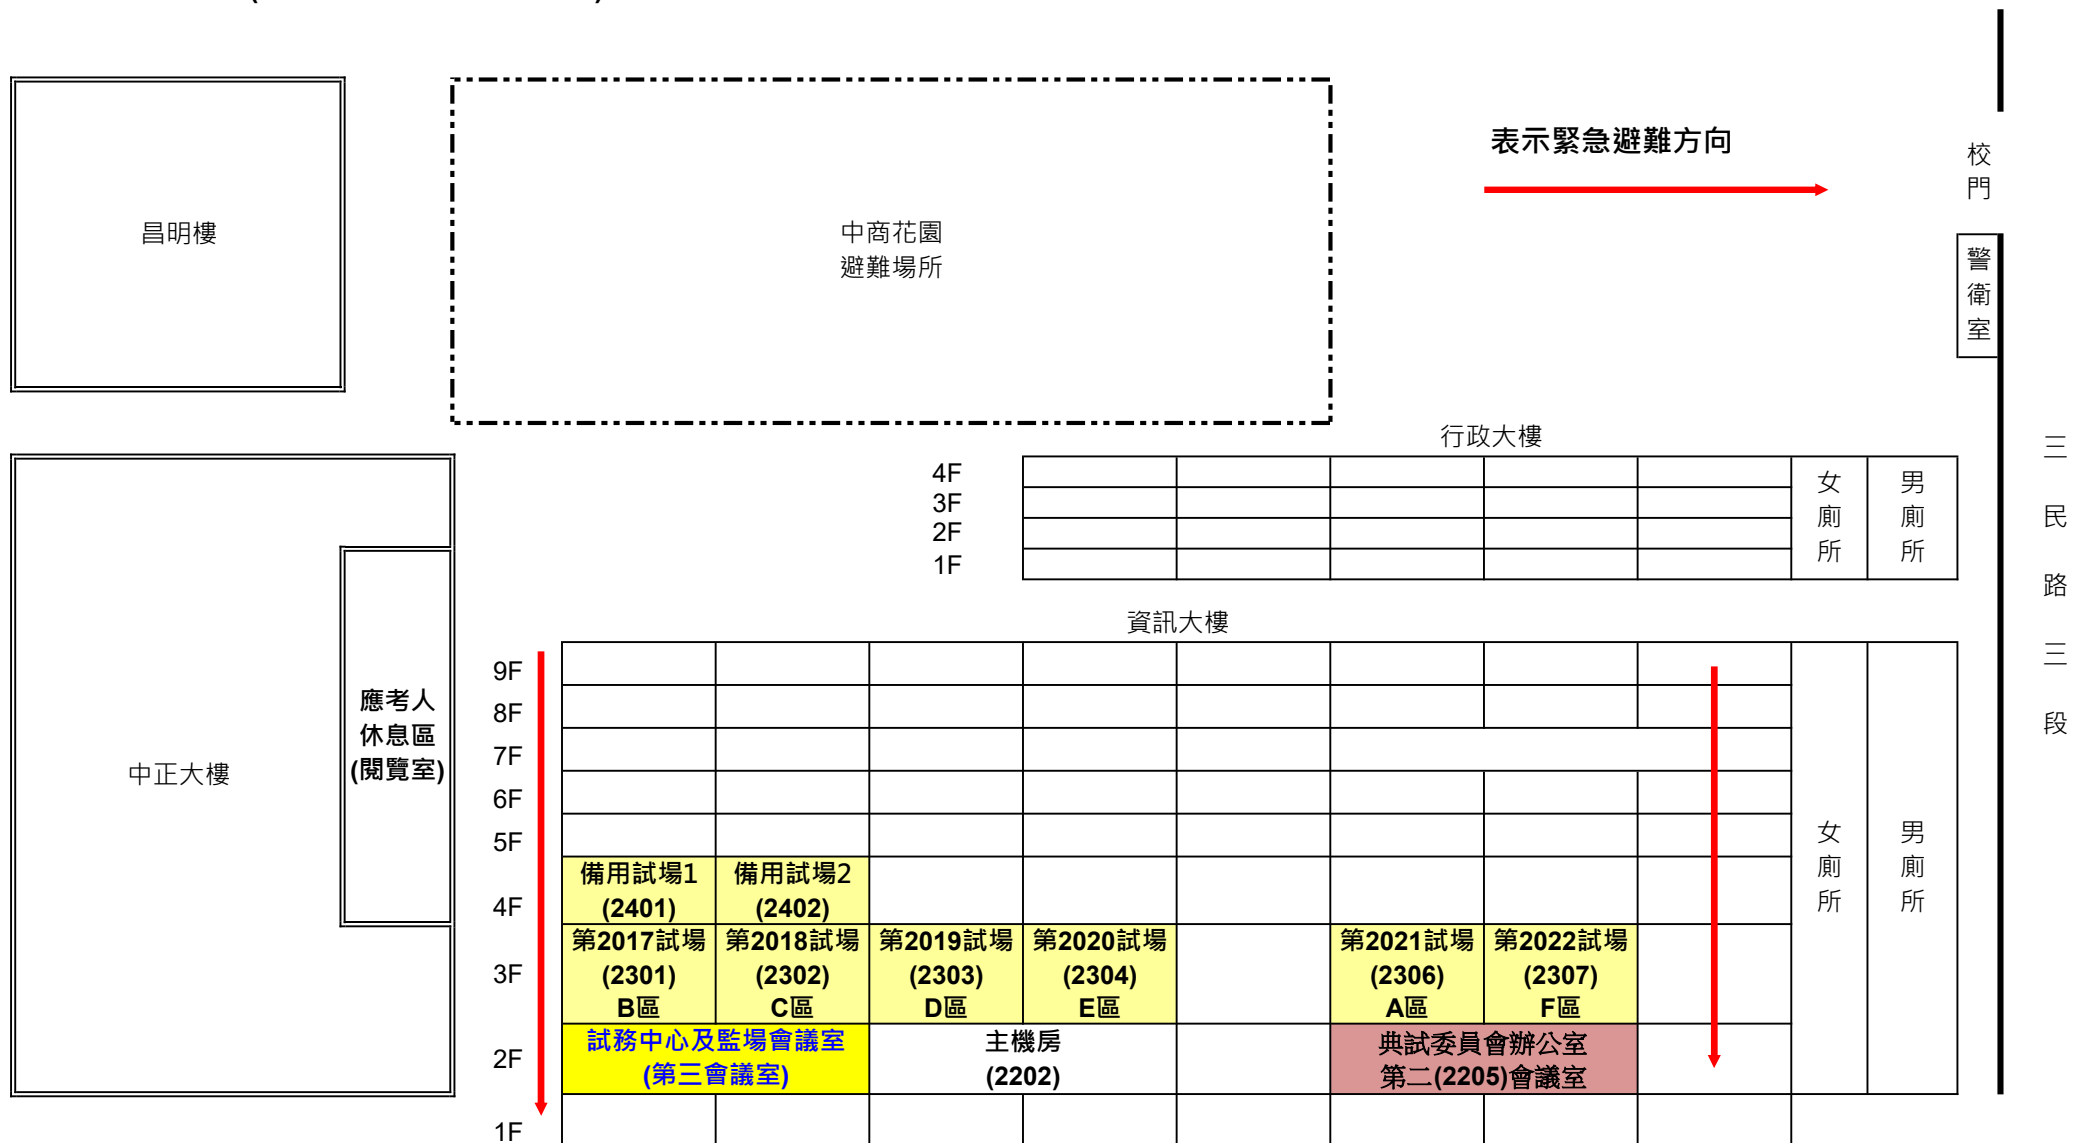 表示緊急避難方向
校門
昌明樓
中商花園
避難場所
警衛室
行政大樓
4F
3F
2F
1F
女廁所
男廁所
三民路三段
資訊大樓
9F
8F
7F
6F
5F
應考人
休息區
(閱覽室)
中正大樓
女廁所
男廁所
4F
備用試場1
(2401)
備用試場2
(2402)
3F
第2017試場
(2301)
B區
第2018試場
(2302)
C區
第2019試場
(2303)
D區
第2020試場
(2304)
E區
第2021試場
(2306)
A區
第2022試場
(2307)
F區
2F
試務中心及監場會議室
(第三會議室)
主機房
(2202)
典試委員會辦公室
第二(2205)會議室
1F